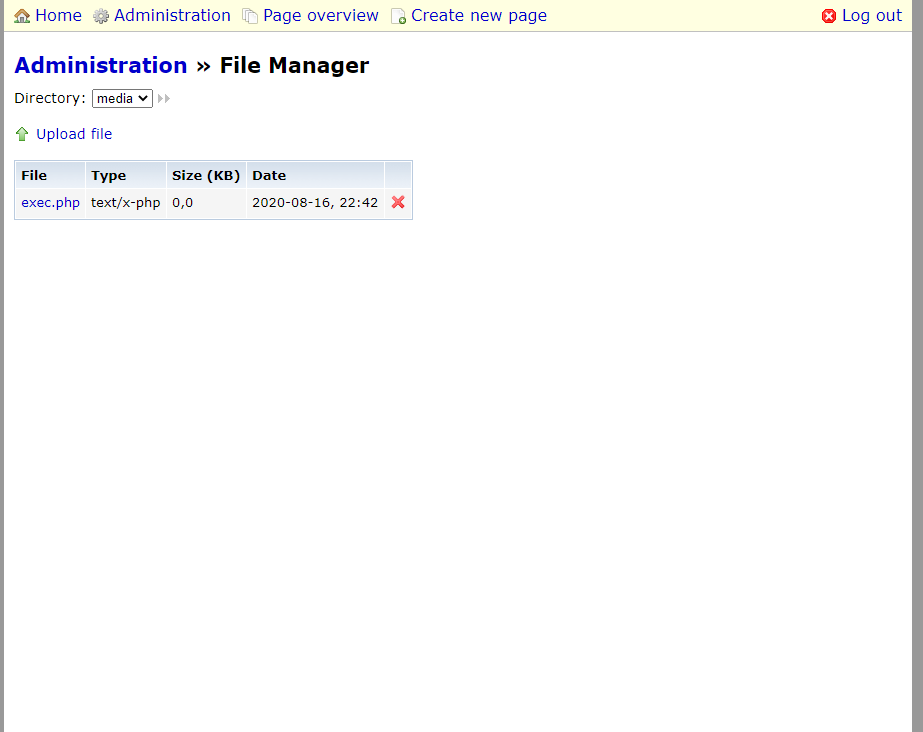 Home Administration Page overview Create new page Log out
Administration » File Manager
Directory: media
Upload file
File Type Size (KB) Date
exec.php text/x-php 0,0 2020-08-16, 22:42